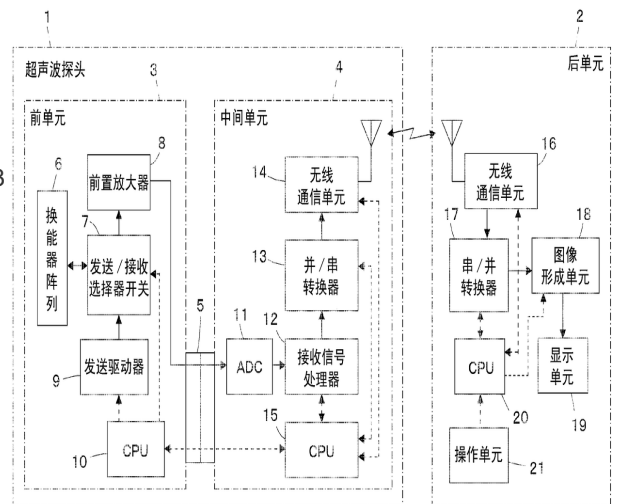 1
2
超声波探头
3
4
后单元
前单元
中间单元
6
8
14
16
前置放大器
无线
通信单元
无线
通信单元
7
17
18
换
能
器
阵
列
发送/接收
选择器开关
13
并/串
转换器
串/并
转换器
图像
形成单元
5
11
12
9
发送驱动器
ADC
接收信号
处理器
CPU
显示
单元
15
20
19
10
CPU
CPU
操作单元
21